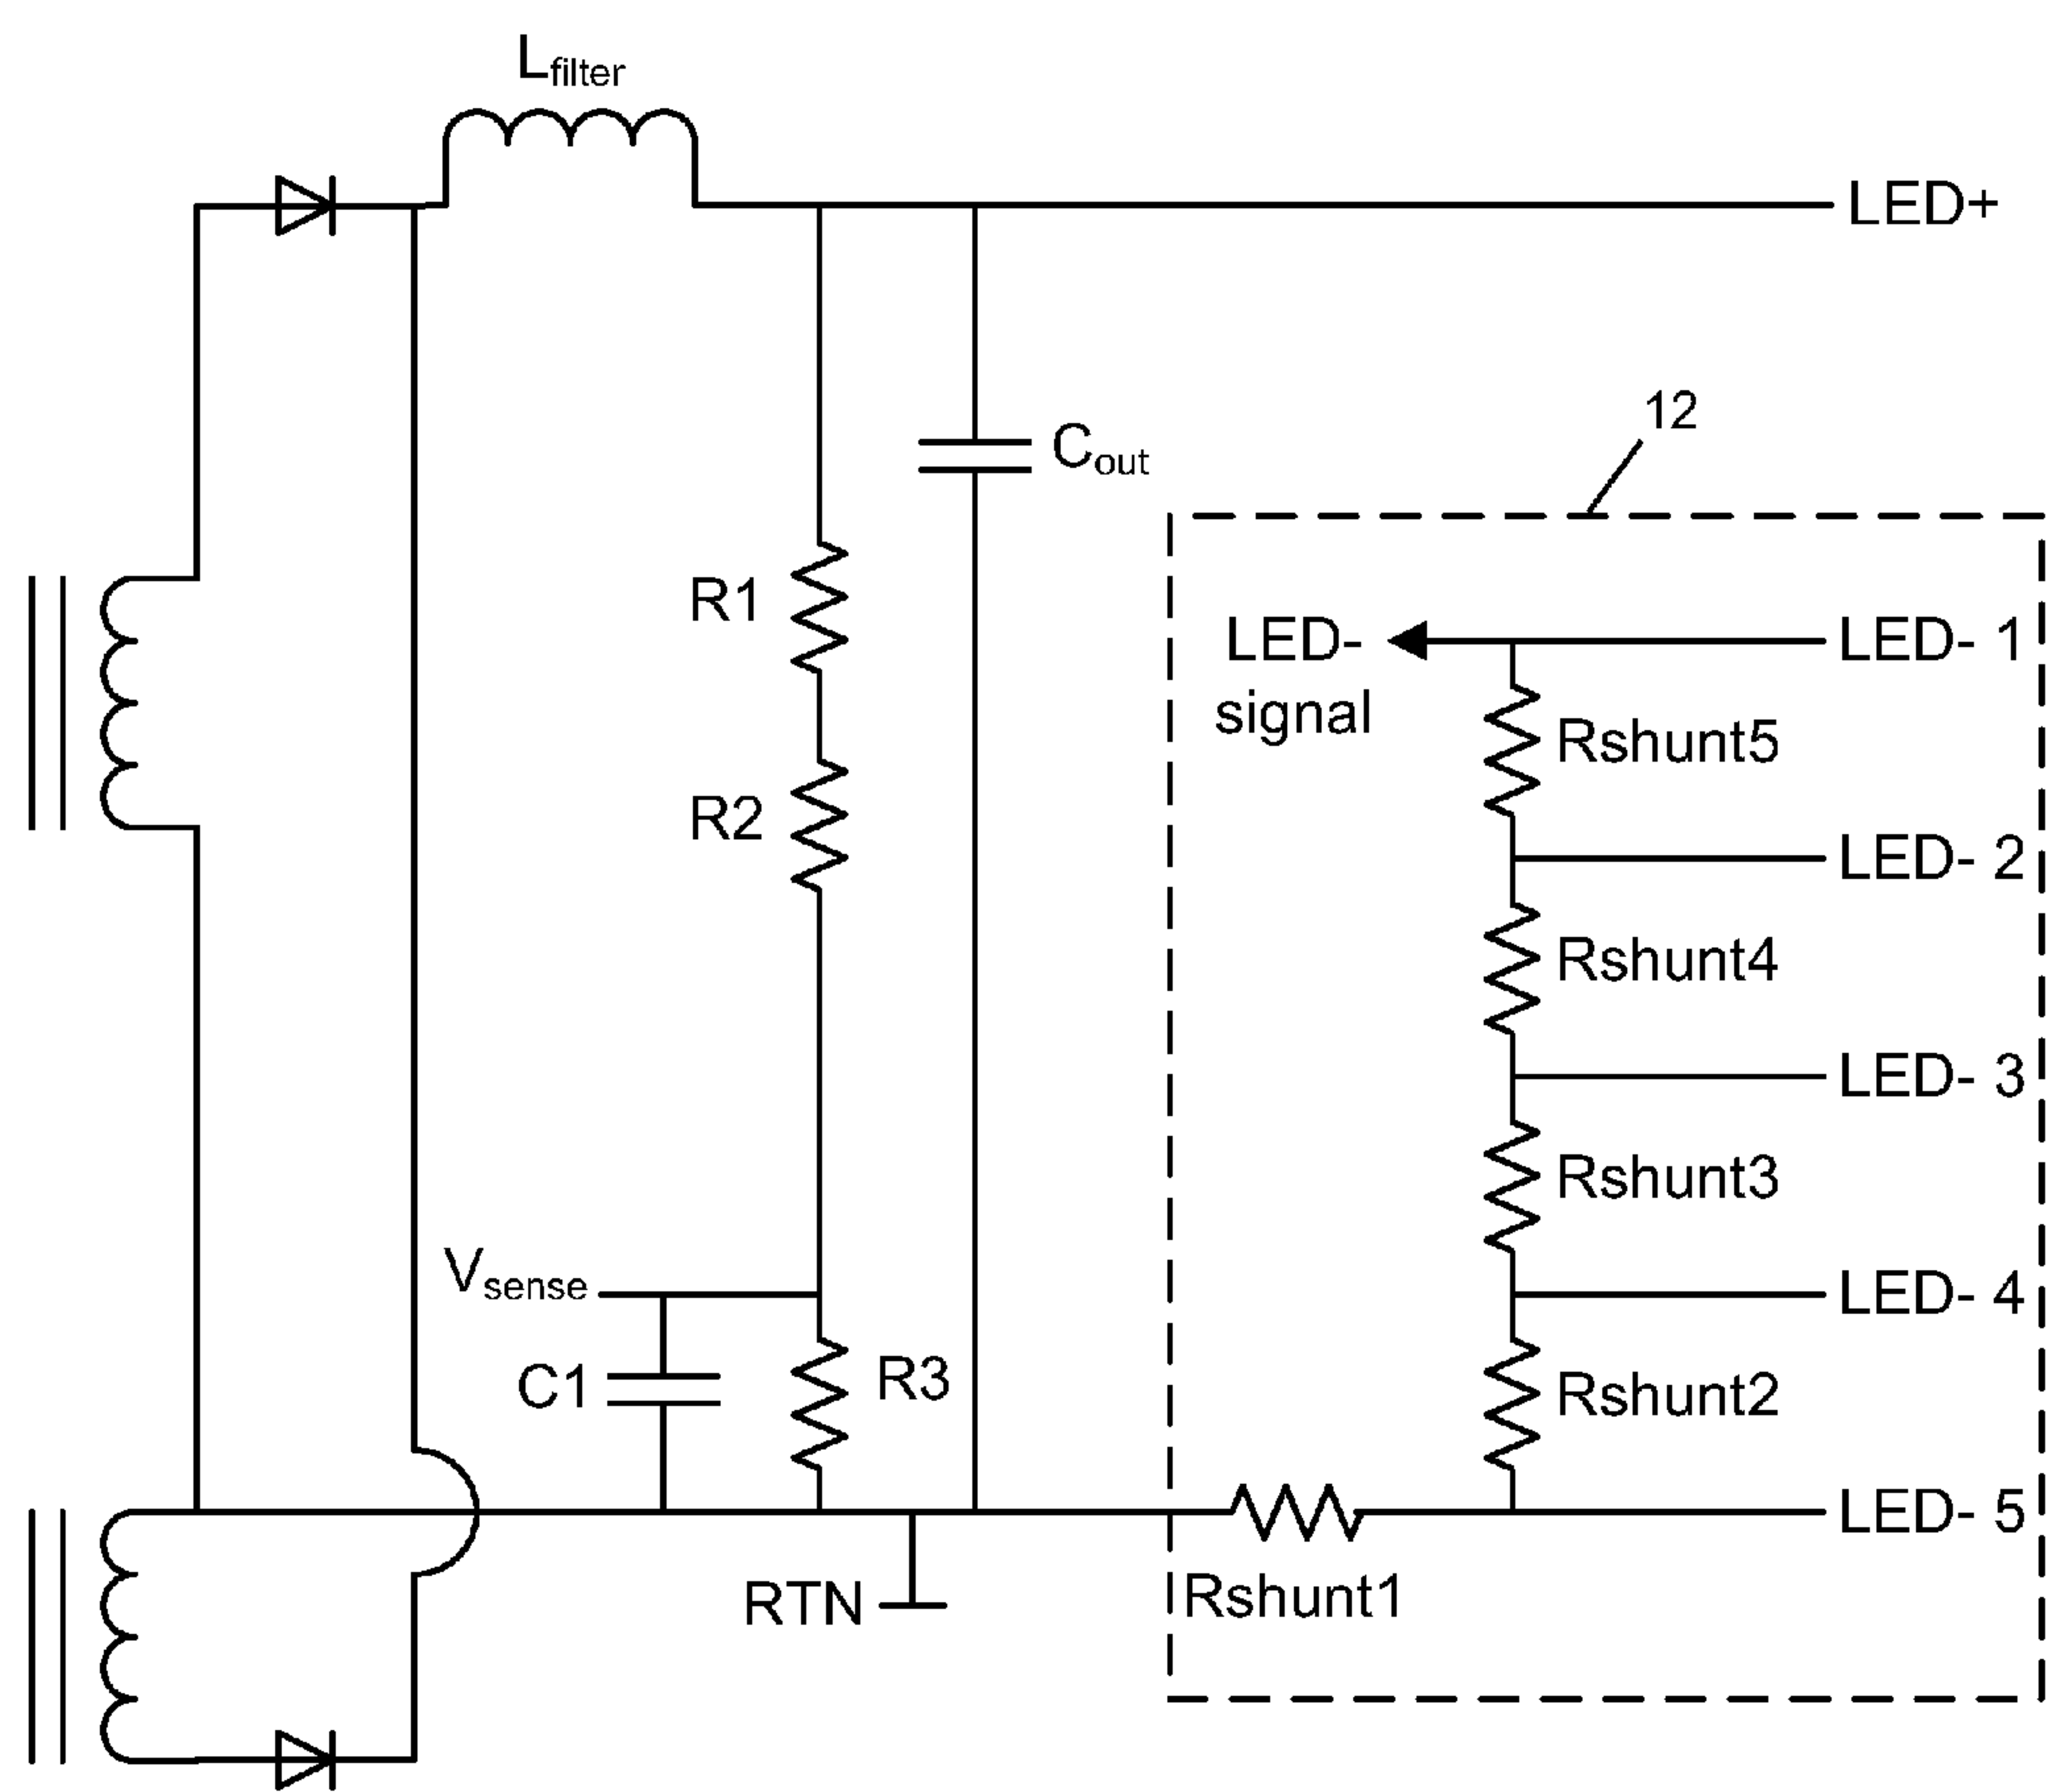 Lfilter
LED+
12
Cout
R1
LED-
signal
LED- 1
Rshunt5
R2
LED- 2
Rshunt4
LED- 3
Rshunt3
Vsense
LED- 4
C1
R3
Rshunt2
LED- 5
RTN
Rshunt1